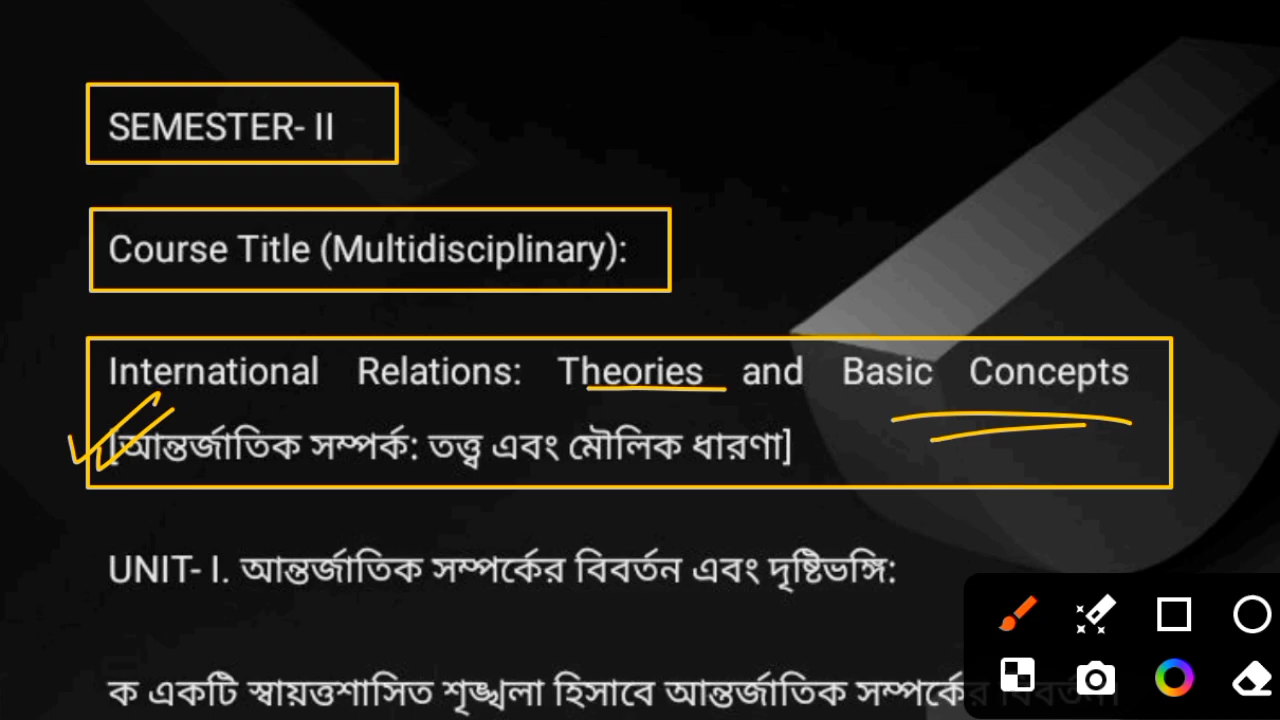 SEMESTER- II
Course Title (Multidisciplinary):
International Relations: Theories and Basic Concepts
[আন্তর্জাতিক সম্পর্ক: তত্ত্ব এবং মৌলিক ধারণা]
UNIT- I. আন্তর্জাতিক সম্পর্কের বিবর্তন এবং দৃষ্টিভঙ্গি:
ক একটি স্বায়ত্তশাসিত শৃঙ্খলা হিসাবে আন্তর্জাতিক সম্পর্কের